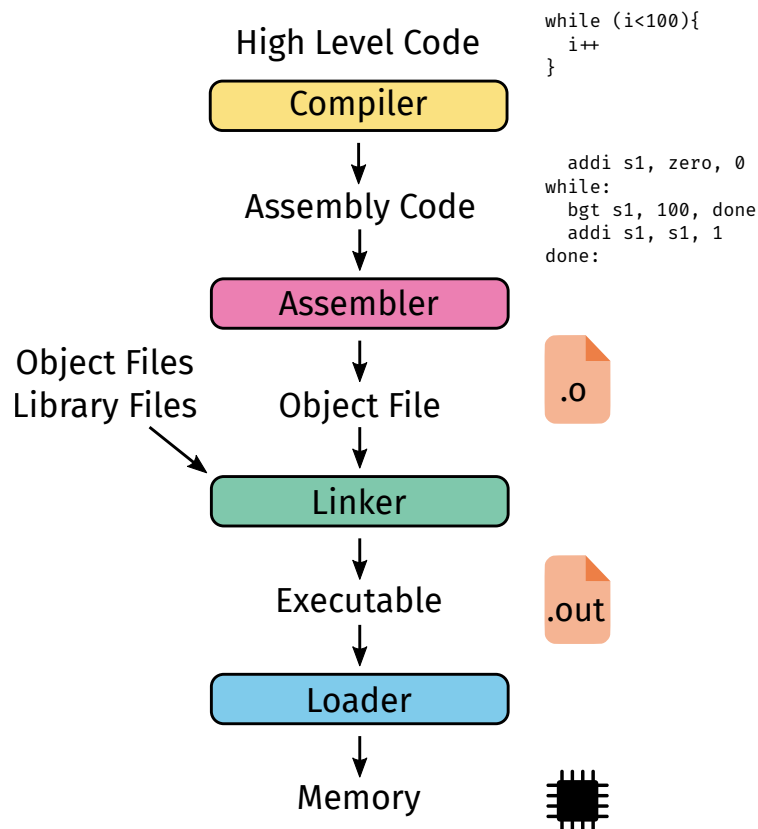 High Level Code
while (i<100){
  i++
}
Compiler
Assembly Code
  addi s1, zero, 0
while:
  bgt s1, 100, done
  addi s1, s1, 1
done:
Assembler
Object Files
Library Files
Object File
.o
Linker
Executable
.out
Loader
Memory